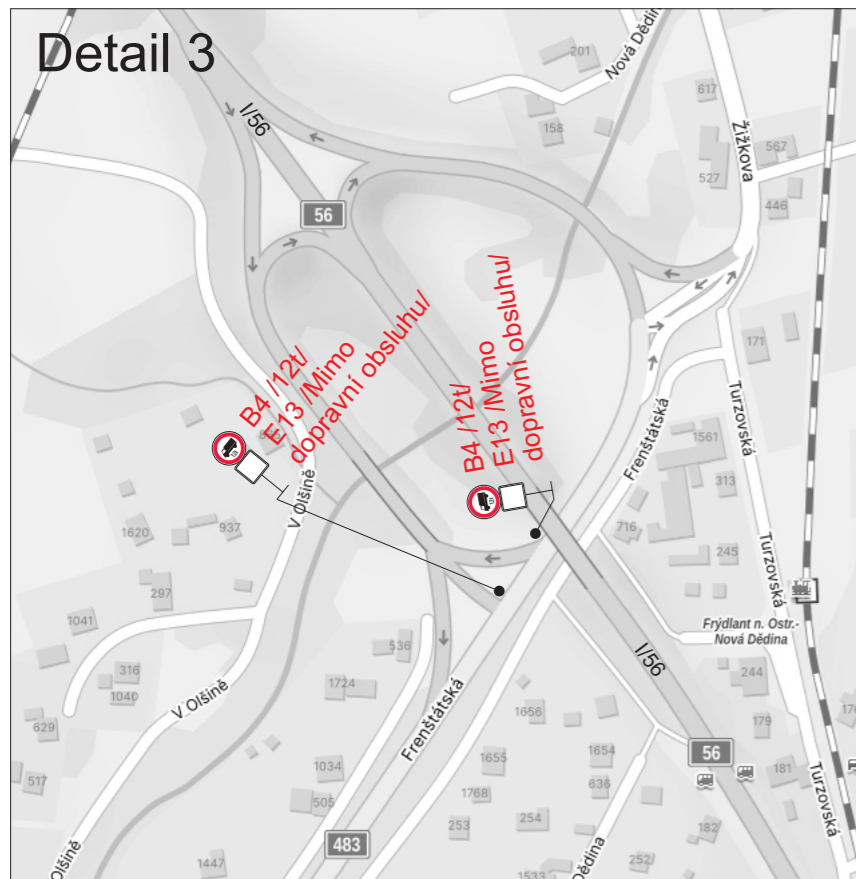 Detail 3
201
Nová Dědina
617
I/56
158
Žižkova
567
527
446
56
171
B4 /12t/
E13 /Mimo
dopravní obsluhu/
B4 /12t/
E13 /Mimo
dopravní obsluhu/
Turzovská
Frenštátská
1561
313
V Olšině
1620
937
716
245
Turzovská
297
1041
Frýdlant n. Ostr.-
Nová Dědina
536
I/56
316
1040
1724
244
V Olšině
Frenštátská
629
1656
179
56
517
1034
1655
1654
181
505
1768
636
Turzovská
483
253
254
182
1447
252
1533
Dědina
Olšině